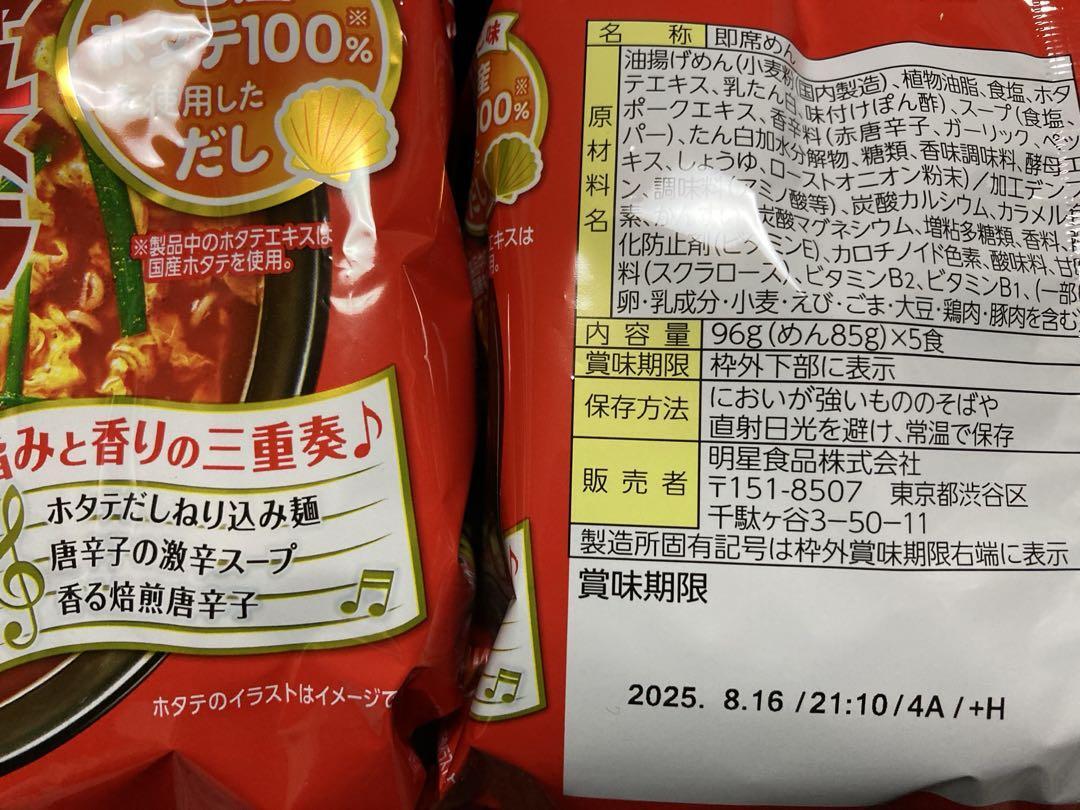 ホタテ100%※
使用した
だし
※製品中のホタテエキスは
国産ホタテを使用。
みと香りの三重奏♪
ホタテだしねり込み麺
唐辛子の激辛スープ
香る焙煎唐辛子
ホタテのイラストはイメージで
味
産
00%※
キスは
用。
名称 即席めん
原材料名
油揚げめん(小麦粉(国内製造)、植物油脂、食塩、ホタ
テエキス、乳たん白、味付けぽん酢)、スープ(食塩、
ポークエキス、香辛料(赤唐辛子、ガーリック、ペッ
パー)、たん白加水分解物、糖類、香味調味料、酵母エ
キス、しょうゆ、ローストオニオン粉末)/加工デンプ
ン、調味料(アミノ酸等)、炭酸カルシウム、カラメル
素、炭酸マグネシウム、増粘多糖類、香料、
化防止剤(ビタミンE)、カロチノイド色素、酸味料、甘
料(スクラロース)、ビタミンB2、ビタミンB1、(一部
卵・乳成分・小麦・えび・ごま・大豆・鶏肉・豚肉を含む)
内容量 96g(めん85g)×5食
賞味期限 枠外下部に表示
保存方法 においが強いもののそばや
直射日光を避け、常温で保存
販売者 明星食品株式会社
〒151-8507 東京都渋谷区
千駄ヶ谷3-50-11
製造所固有記号は枠外賞味期限右端に表示
賞味期限
2025. 8.16 /21:10/4A/+H